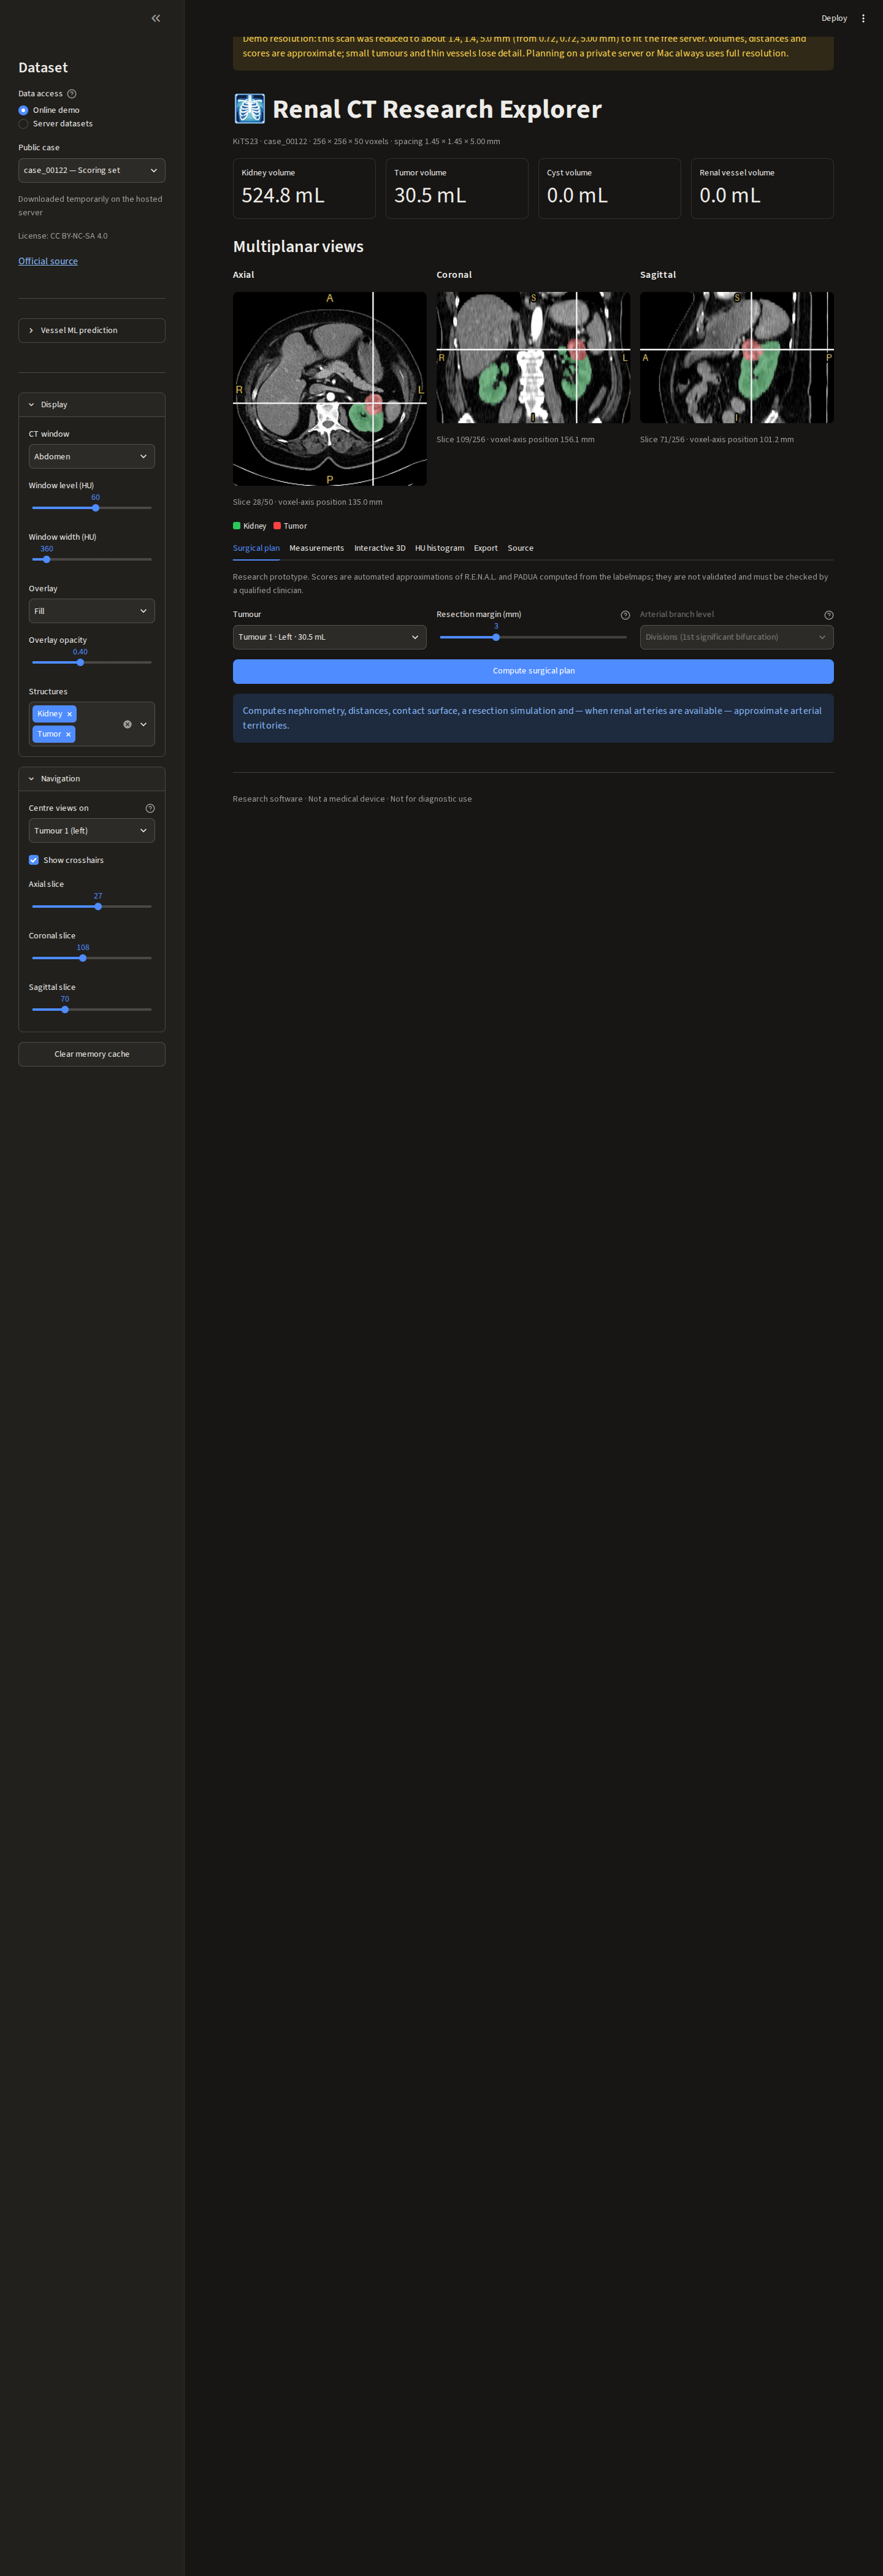 Deploy
Dataset
Data access
Online demo
Server datasets
Public case
case_00122 — Scoring set
Downloaded temporarily on the hosted
server
License: CC BY-NC-SA 4.0
Official source
Vessel ML prediction
Display
CT window
Abdomen
Window level (HU)
60
Window width (HU)
360
Overlay
Fill
Overlay opacity
0.40
Structures
Kidney
Tumor
Navigation
Centre views on
Tumour 1 (left)
Show crosshairs
Axial slice
27
Coronal slice
108
Sagittal slice
70
Clear memory cache
Demo resolution: this scan was reduced to about 1.4, 1.4, 5.0 mm (from 0.72, 0.72, 5.00 mm) to fit the free server. Volumes, distances and
scores are approximate; small tumours and thin vessels lose detail. Planning on a private server or Mac always uses full resolution.
Renal CT Research Explorer
KiTS23 · case_00122 · 256 × 256 × 50 voxels · spacing 1.45 × 1.45 × 5.00 mm
Kidney volume
524.8 mL
Tumor volume
30.5 mL
Cyst volume
0.0 mL
Renal vessel volume
0.0 mL
Multiplanar views
Axial
A
R
L
P
Slice 28/50 · voxel-axis position 135.0 mm
Coronal
S
R
L
I
Slice 109/256 · voxel-axis position 156.1 mm
Sagittal
S
A
P
I
Slice 71/256 · voxel-axis position 101.2 mm
Kidney Tumor
Surgical plan Measurements Interactive 3D HU histogram Export Source
Research prototype. Scores are automated approximations of R.E.N.A.L. and PADUA computed from the labelmaps; they are not validated and must be checked by
a qualified clinician.
Tumour
Tumour 1 · Left · 30.5 mL
Resection margin (mm)
3
Arterial branch level
Divisions (1st significant bifurcation)
Compute surgical plan
Computes nephrometry, distances, contact surface, a resection simulation and — when renal arteries are available — approximate arterial
territories.
Research software · Not a medical device · Not for diagnostic use